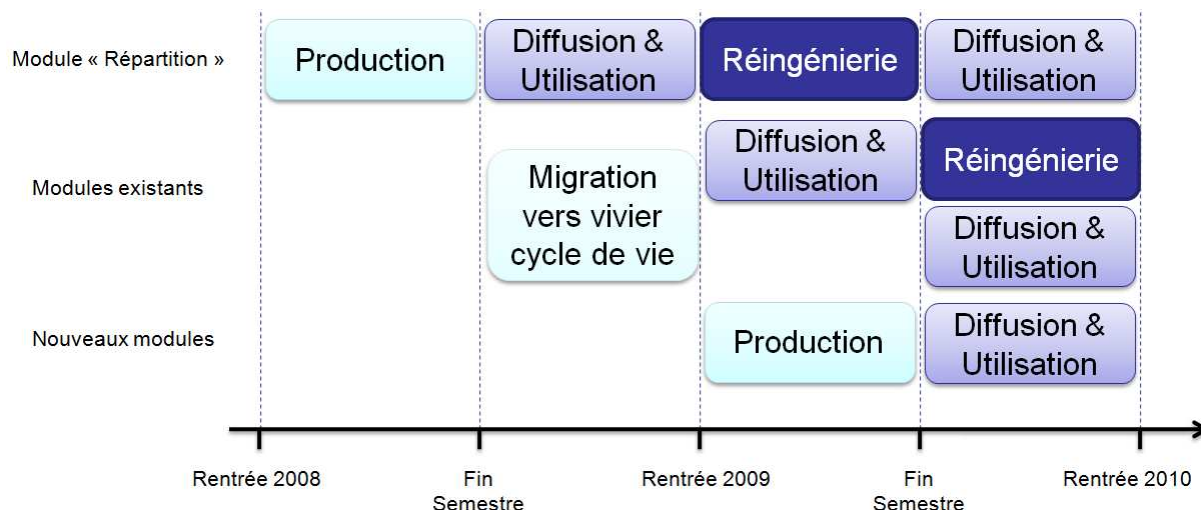 Module « Répartition »
Production
Diffusion &
Utilisation
Réingénierie
Diffusion &
Utilisation
Modules existants
Migration
vers vivier
cycle de vie
Diffusion &
Utilisation
Réingénierie
Diffusion &
Utilisation
Nouveaux modules
Production
Diffusion &
Utilisation
Rentrée 2008
Fin
Semestre
Rentrée 2009
Fin
Semestre
Rentrée 2010